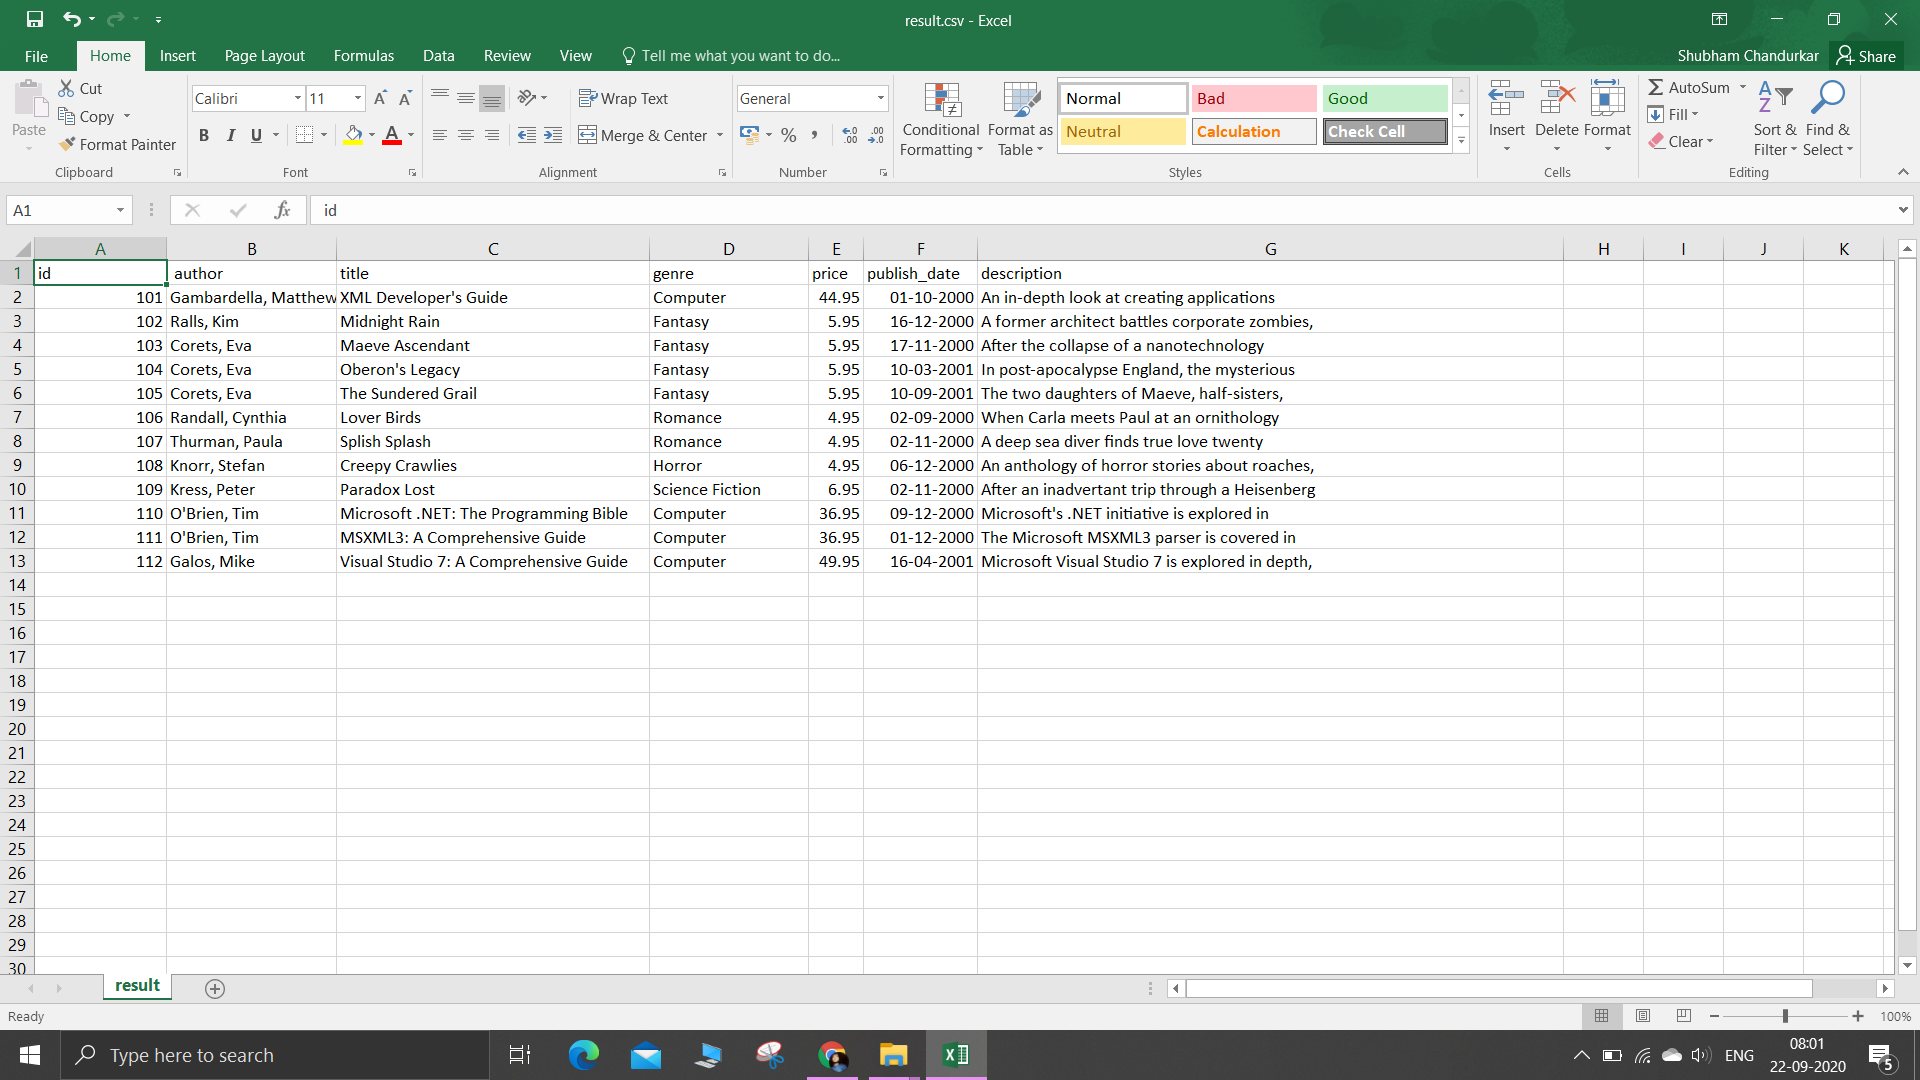 result.csv - Excel
File Home Insert Page Layout Formulas Data Review View Tell me what you want to do... Shubham Chandurkar Share
Paste Cut Copy Format Painter Clipboard
Calibri 11 B I U Font
Wrap Text Merge & Center Alignment
General % Number
Conditional Formatting Format as Table Normal Bad Good Neutral Calculation Check Cell Styles
Insert Delete Format Cells
AutoSum Fill Clear Sort & Filter Find & Select Editing
A1 fx id
A B C D E F G H I J K
1 id author title genre price publish_date description
2 101 Gambardella, Matthew XML Developer's Guide Computer 44.95 01-10-2000 An in-depth look at creating applications
3 102 Ralls, Kim Midnight Rain Fantasy 5.95 16-12-2000 A former architect battles corporate zombies,
4 103 Corets, Eva Maeve Ascendant Fantasy 5.95 17-11-2000 After the collapse of a nanotechnology
5 104 Corets, Eva Oberon's Legacy Fantasy 5.95 10-03-2001 In post-apocalypse England, the mysterious
6 105 Corets, Eva The Sundered Grail Fantasy 5.95 10-09-2001 The two daughters of Maeve, half-sisters,
7 106 Randall, Cynthia Lover Birds Romance 4.95 02-09-2000 When Carla meets Paul at an ornithology
8 107 Thurman, Paula Splish Splash Romance 4.95 02-11-2000 A deep sea diver finds true love twenty
9 108 Knorr, Stefan Creepy Crawlies Horror 4.95 06-12-2000 An anthology of horror stories about roaches,
10 109 Kress, Peter Paradox Lost Science Fiction 6.95 02-11-2000 After an inadvertant trip through a Heisenberg
11 110 O'Brien, Tim Microsoft .NET: The Programming Bible Computer 36.95 09-12-2000 Microsoft's .NET initiative is explored in
12 111 O'Brien, Tim MSXML3: A Comprehensive Guide Computer 36.95 01-12-2000 The Microsoft MSXML3 parser is covered in
13 112 Galos, Mike Visual Studio 7: A Comprehensive Guide Computer 49.95 16-04-2001 Microsoft Visual Studio 7 is explored in depth,
14
15
16
17
18
19
20
21
22
23
24
25
26
27
28
29
30
result
Ready 100%
Type here to search ENG 08:01
22-09-2020 5